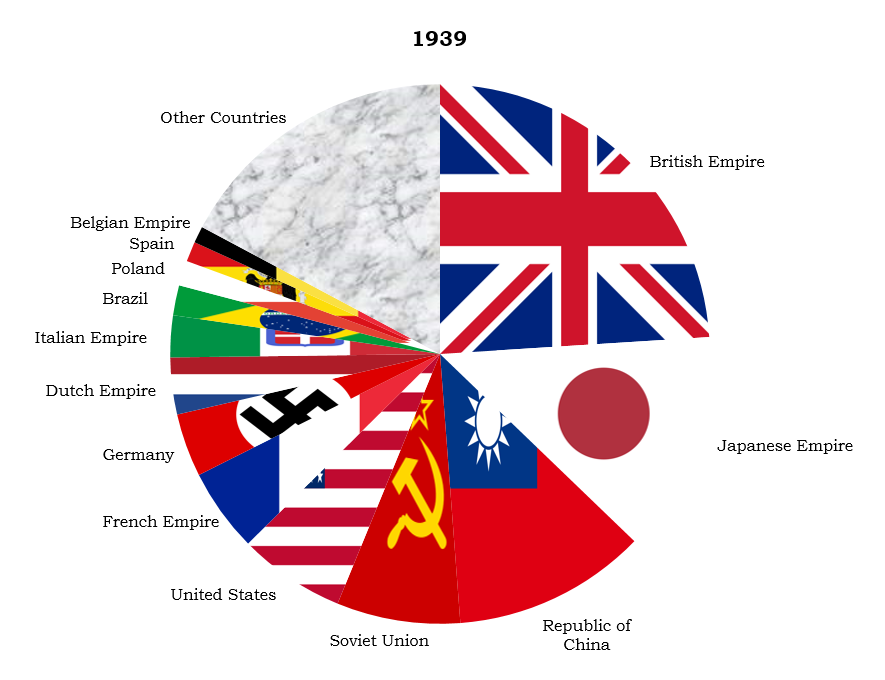 1939
Other Countries
British Empire
Belgian Empire
Spain
Poland
Brazil
Italian Empire
Dutch Empire
Japanese Empire
Germany
French Empire
United States
Soviet Union
Republic of
China